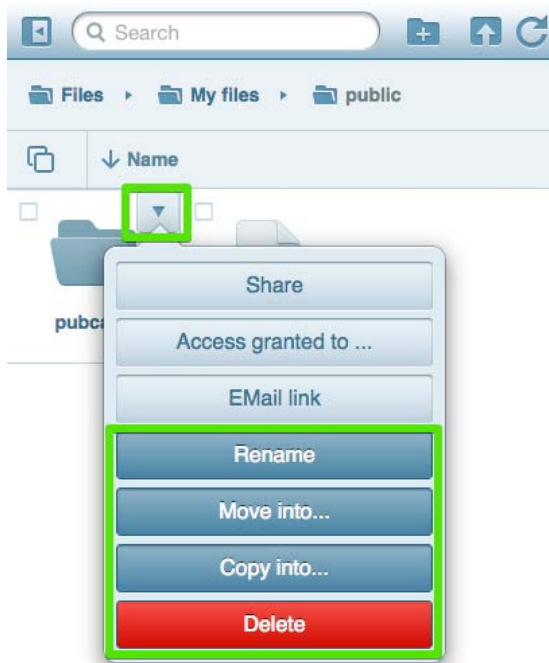 Search
Files My files public
Name
pubca
Share
Access granted to ...
EMail link
Rename
Move into...
Copy into...
Delete